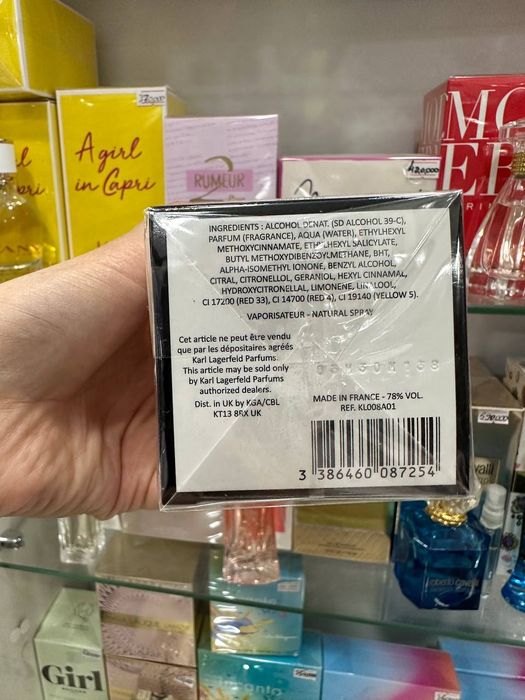 A girl
in Capri
2
RUMEUR
420,000
INGREDIENTS : ALCOHOL DENAT. (SD ALCOHOL 39-C),
PARFUM (FRAGRANCE), AQUA (WATER), ETHYLHEXYL
METHOXYCINNAMATE, ETHYLHEXYL SALICYLATE,
BUTYL METHOXYDIBENZOYLMETHANE, BHT,
ALPHA-ISOMETHYL IONONE, BENZYL ALCOHOL,
CITRAL, CITRONELLOL, GERANIOL, HEXYL CINNAMAL,
HYDROXYCITRONELLAL, LIMONENE, LINALOOL,
CI 17200 (RED 33), CI 14700 (RED 4), CI 19140 (YELLOW 5).
VAPORISATEUR - NATURAL SPRAY
Cet article ne peut être vendu
que par les dépositaires agréés
Karl Lagerfeld Parfums.
This article may be sold only
by Karl Lagerfeld Parfums
authorized dealers.
Dist. in UK by KGA/CBL
KT13 8RX UK
MADE IN FRANCE - 78% VOL.
REF. KL008A01
3 386460 087254
roberto cavalli
Girl